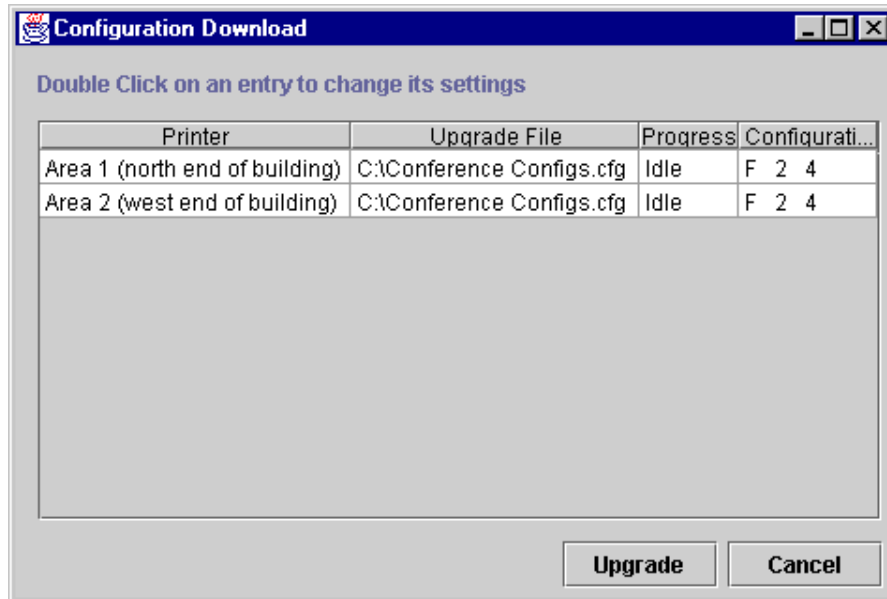 Configuration Download
Double Click on an entry to change its settings
Printer Upgrade File Progress Configurati...
Area 1 (north end of building) C:\Conference Configs.cfg Idle F 2 4
Area 2 (west end of building) C:\Conference Configs.cfg Idle F 2 4
Upgrade Cancel